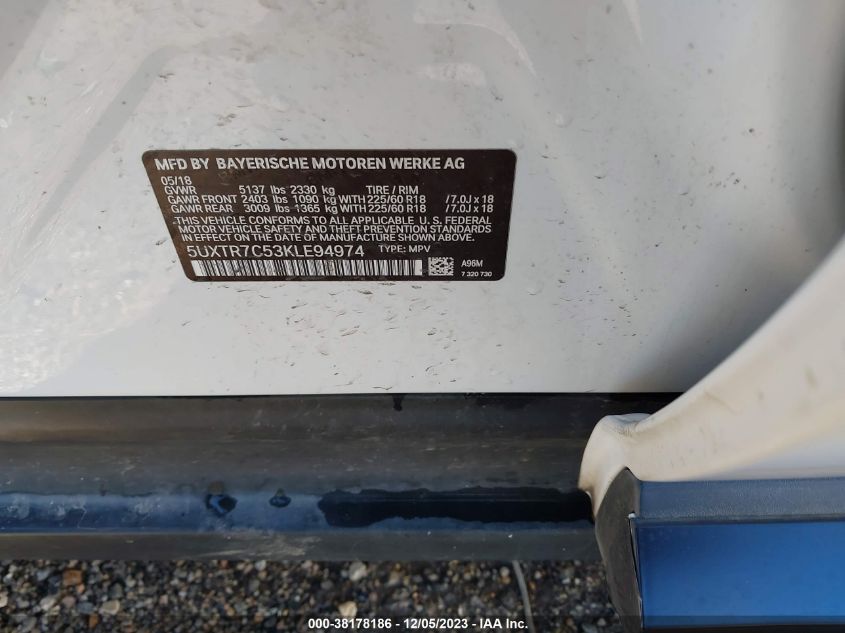 MFD BY BAYERISCHE MOTOREN WERKE AG
05/18
GVWR 5137 lbs 2330 kg TIRE / RIM
GAWR FRONT 2403 lbs 1090 kg WITH 225/60 R18 /7.0J x 18
GAWR REAR 3009 lbs 1365 kg WITH 225/60 R18 /7.0J x 18
THIS VEHICLE CONFORMS TO ALL APPLICABLE U.S. FEDERAL
MOTOR VEHICLE SAFETY, BUMPER, AND THEFT PREVENTION STANDARDS
IN EFFECT ON THE DATE OF MANUFACTURE SHOWN ABOVE.
5UXTR7C53KLE94974 TYPE: MPV
A96M
7 320 730
000-38178186 - 12/05/2023 - IAA Inc.